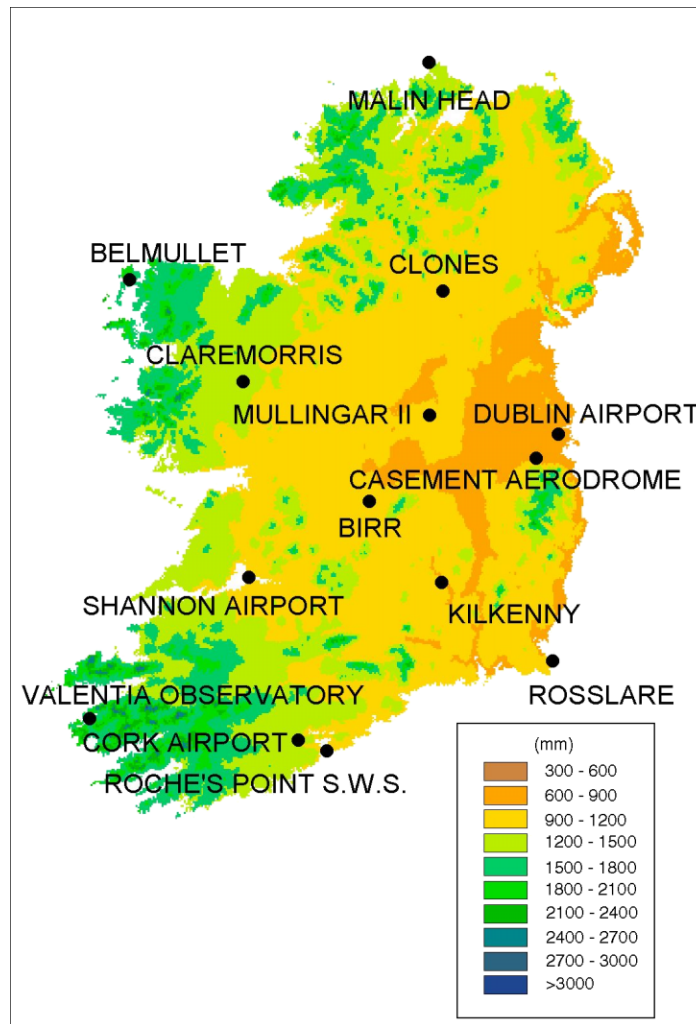 MALIN HEAD
BELMULLET
CLONES
CLAREMORRIS
MULLINGAR II
DUBLIN AIRPORT
CASEMENT AERODROME
BIRR
SHANNON AIRPORT
KILKENNY
VALENTIA OBSERVATORY
ROSSLARE
CORK AIRPORT
ROCHE'S POINT S.W.S.
(mm)
300 - 600
600 - 900
900 - 1200
1200 - 1500
1500 - 1800
1800 - 2100
2100 - 2400
2400 - 2700
2700 - 3000
>3000